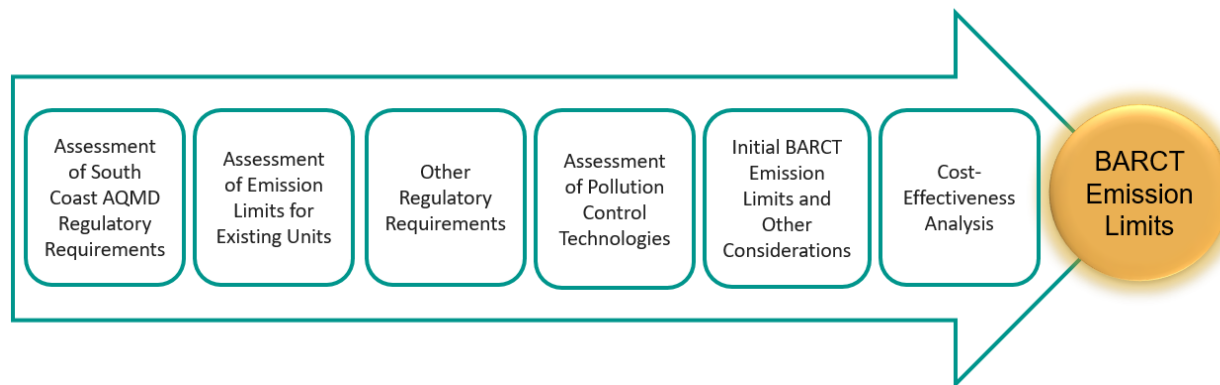 Assessment
of South
Coast AQMD
Regulatory
Requirements
Assessment
of Emission
Limits for
Existing Units
Other
Regulatory
Requirements
Assessment
of Pollution
Control
Technologies
Initial BARCT
Emission
Limits and
Other
Considerations
Cost-
Effectiveness
Analysis
BARCT
Emission
Limits